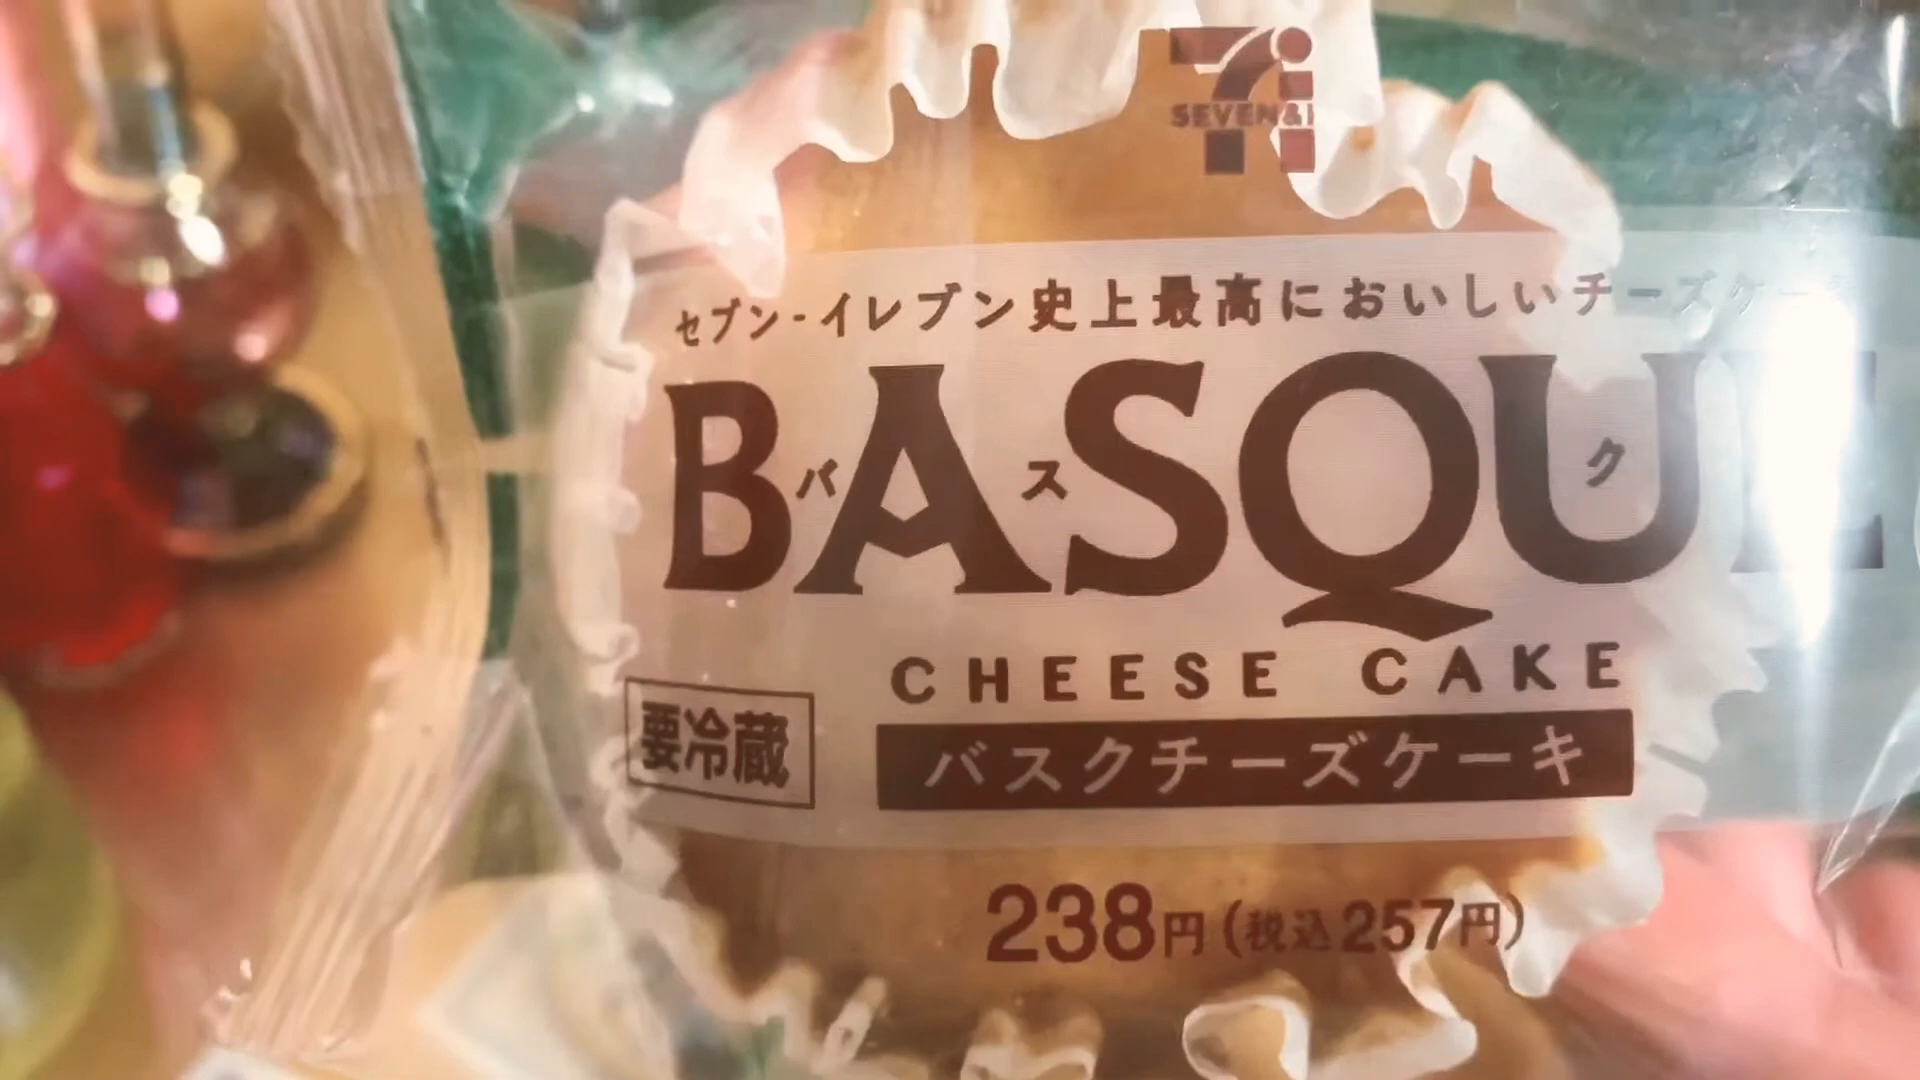 SEVEN&i
セブン-イレブン史上最高においしいチーズケーキ
BASQUE
バスク
CHEESE CAKE
要冷蔵
バスクチーズケーキ
238円(税込257円)